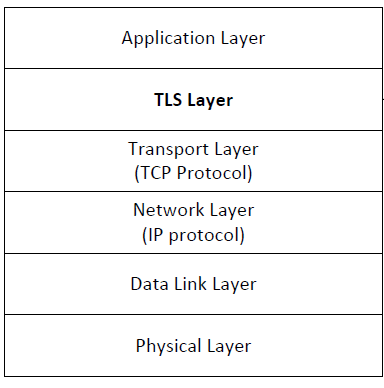 Application Layer
TLS Layer
Transport Layer
(TCP Protocol)
Network Layer
(IP protocol)
Data Link Layer
Physical Layer